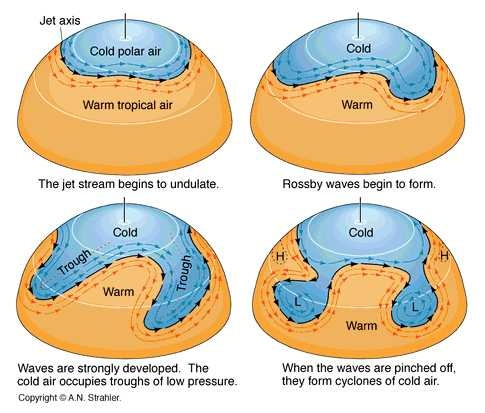 Jet axis
Cold polar air
Warm tropical air
The jet stream begins to undulate.
Cold
Warm
Rossby waves begin to form.
Cold
Trough
Trough
Warm
Waves are strongly developed. The
cold air occupies troughs of low pressure.
Cold
H
H
L
L
Warm
When the waves are pinched off,
they form cyclones of cold air.
Copyright © A.N. Strahler.